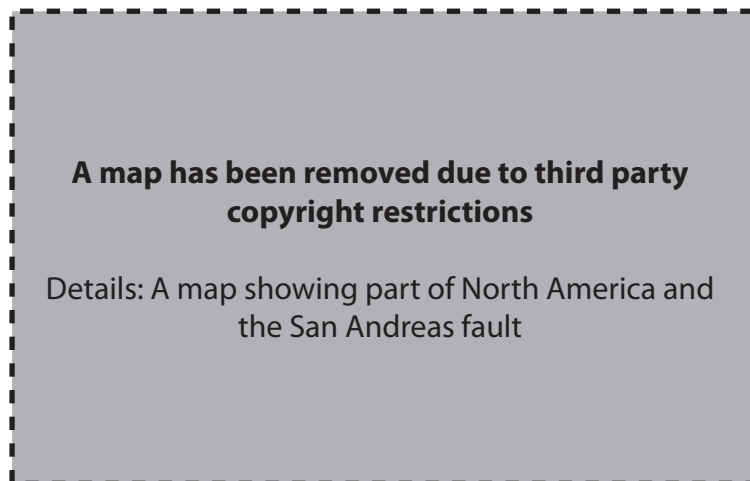 A map has been removed due to third party
copyright restrictions
Details: A map showing part of North America and
the San Andreas fault